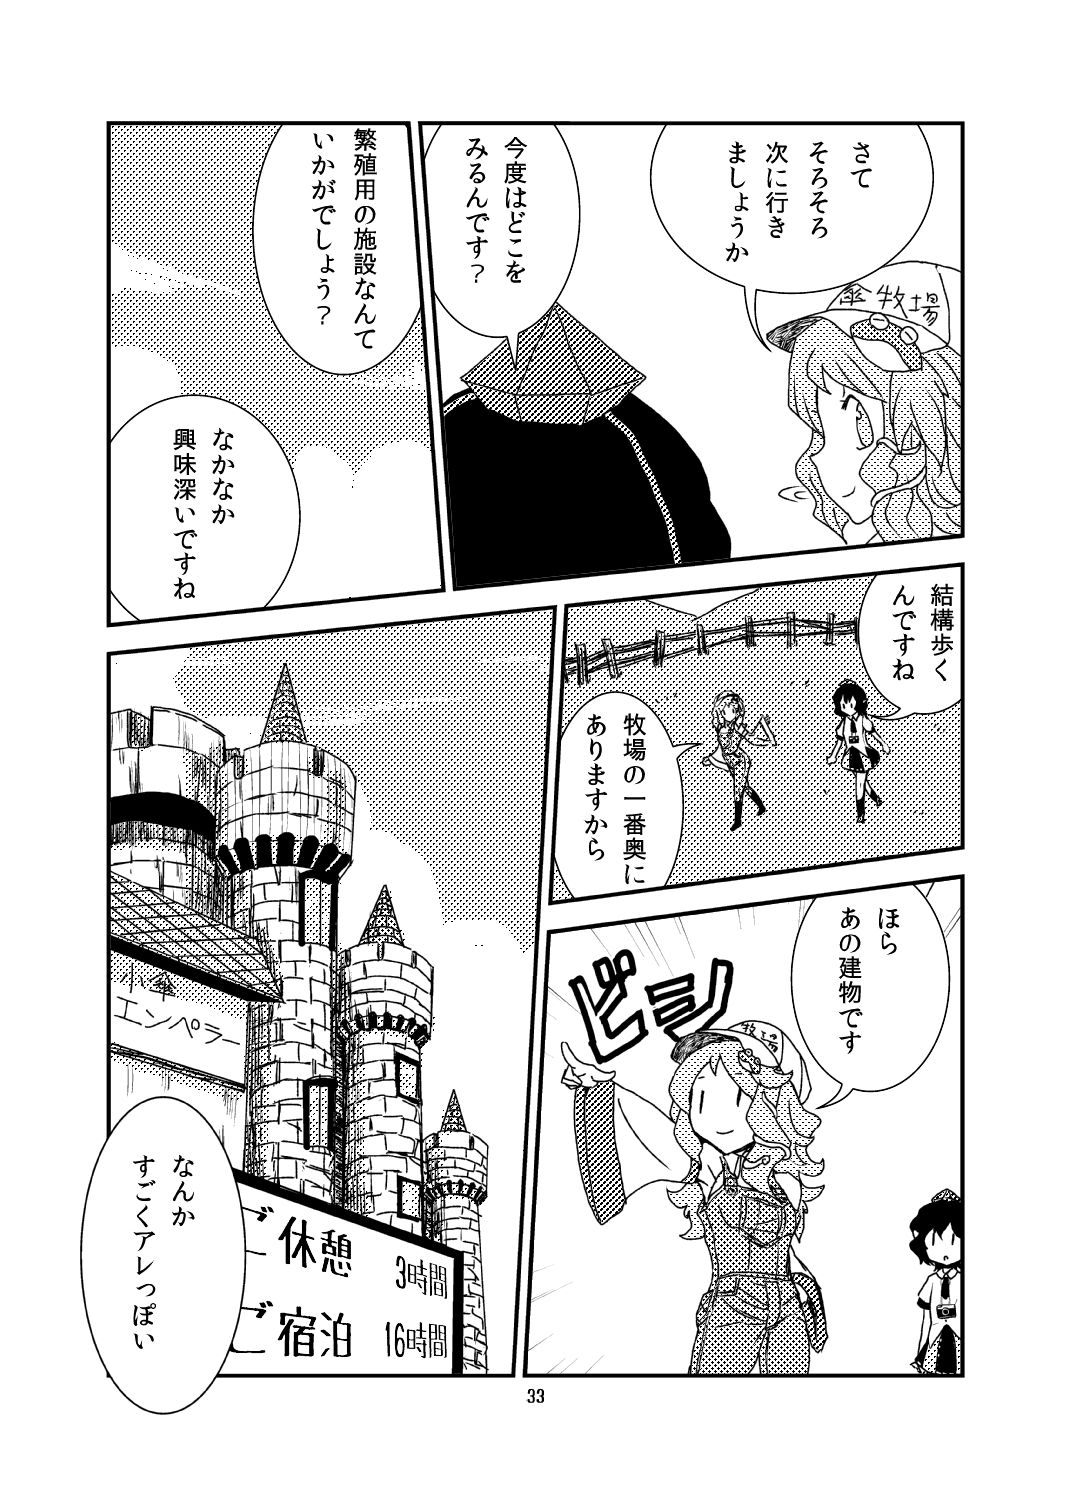 さて
そろそろ
次に行き
ましょうか
傘牧場
今度はどこを
みるんです？
繁殖用の施設なんて
いかがでしょう？
なかなか
興味深いですね
結構歩く
んですね
牧場の一番奥に
ありますから
ほら
あの建物です
ビシッ
小傘
エンペラー
ご休憩 3時間
ご宿泊 16時間
なんか
すごくアレっぽい
33